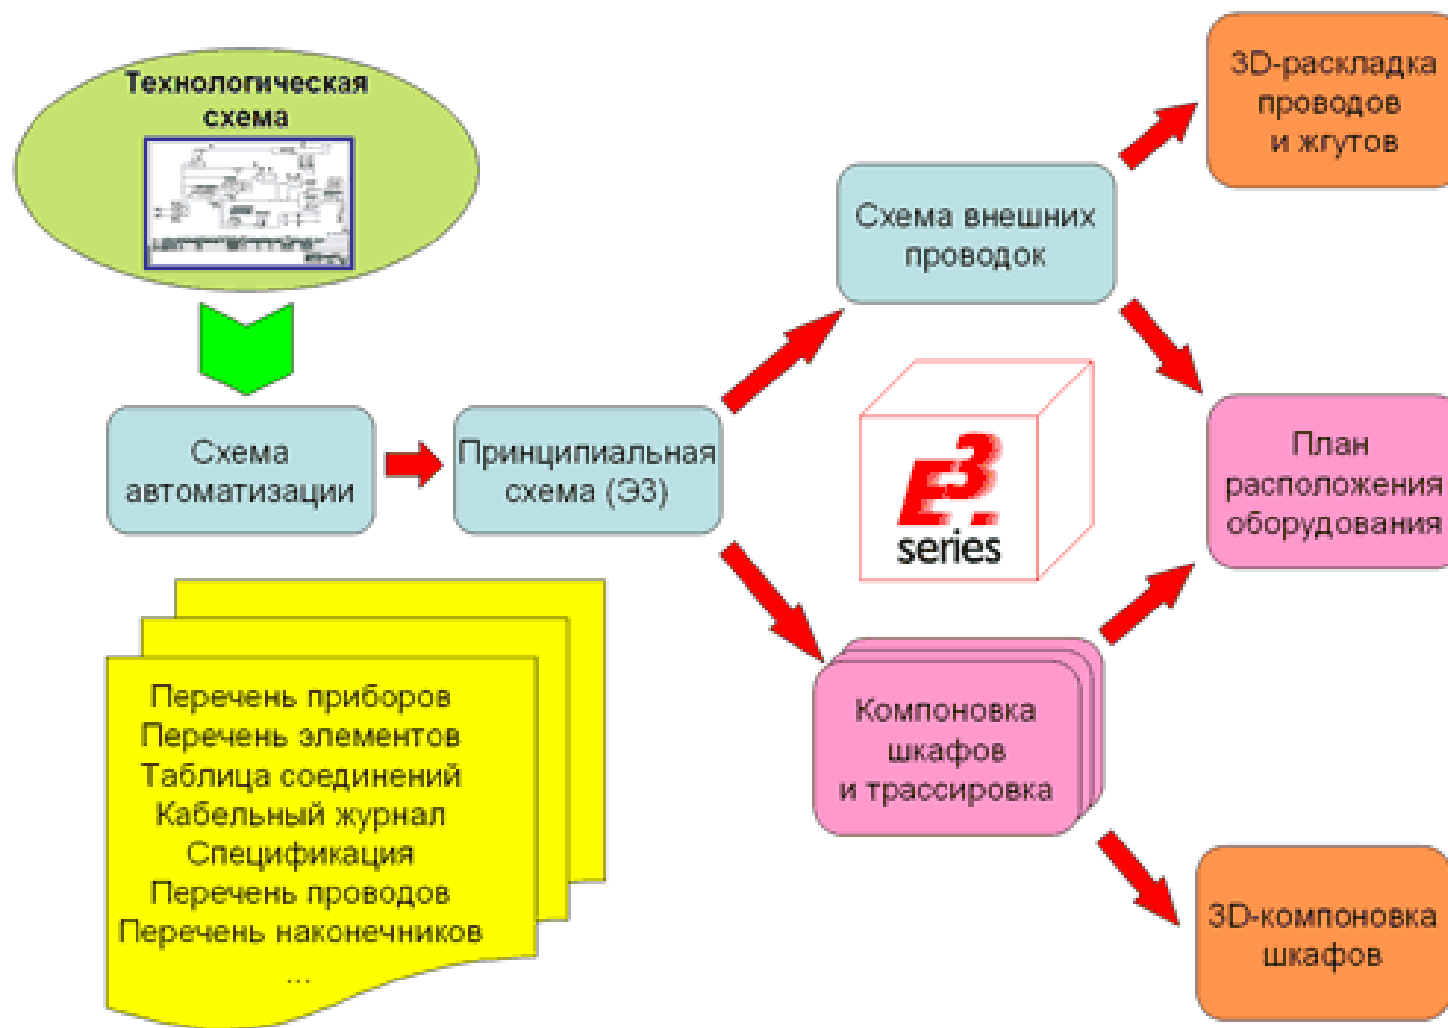 Технологическая
схема
Схема
автоматизации
Принципиальная
схема (Э3)
Схема внешних
проводок
3D-раскладка
проводов
и жгутов
План
расположения
оборудования
E3.
series
Компоновка
шкафов
и трассировка
3D-компоновка
шкафов
Перечень приборов
Перечень элементов
Таблица соединений
Кабельный журнал
Спецификация
Перечень проводов
Перечень наконечников
...